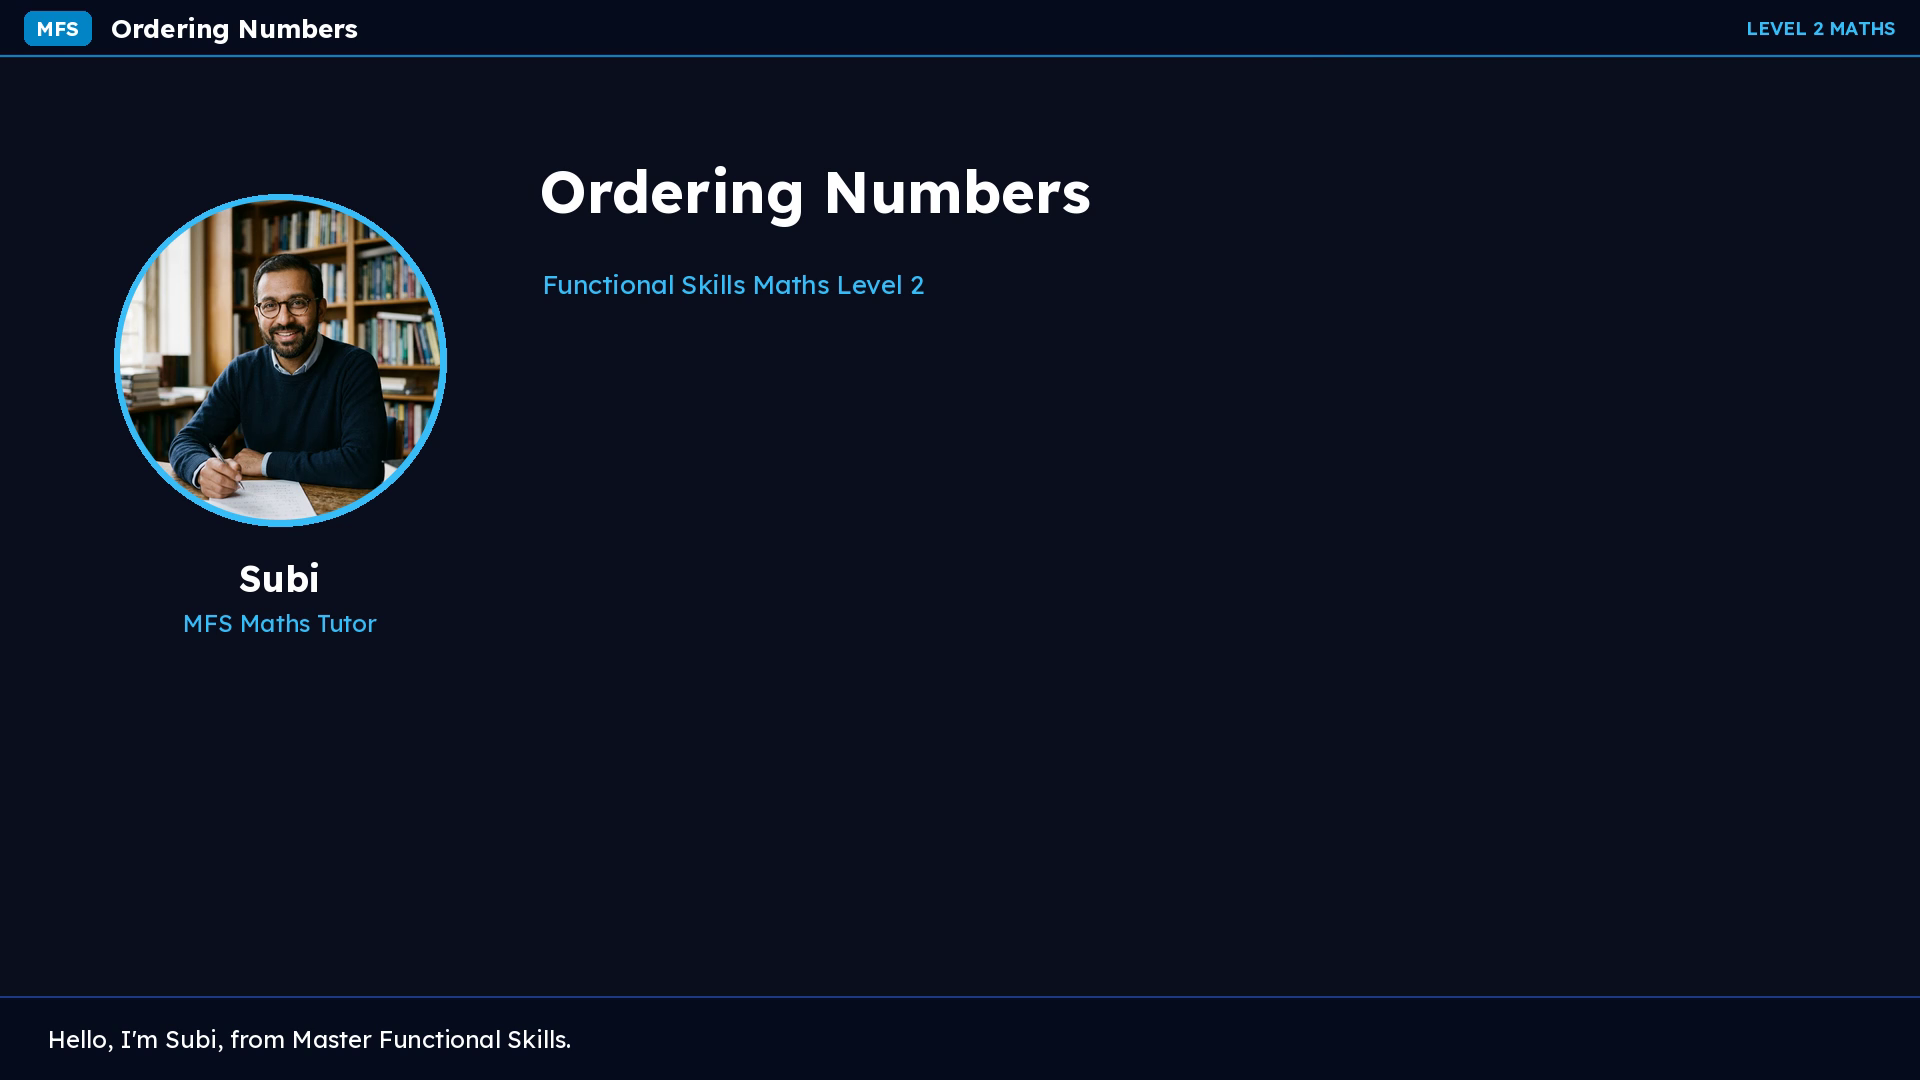 MFS Ordering Numbers LEVEL 2 MATHS
Ordering Numbers
Functional Skills Maths Level 2
Subi
MFS Maths Tutor
Hello, I'm Subi, from Master Functional Skills.